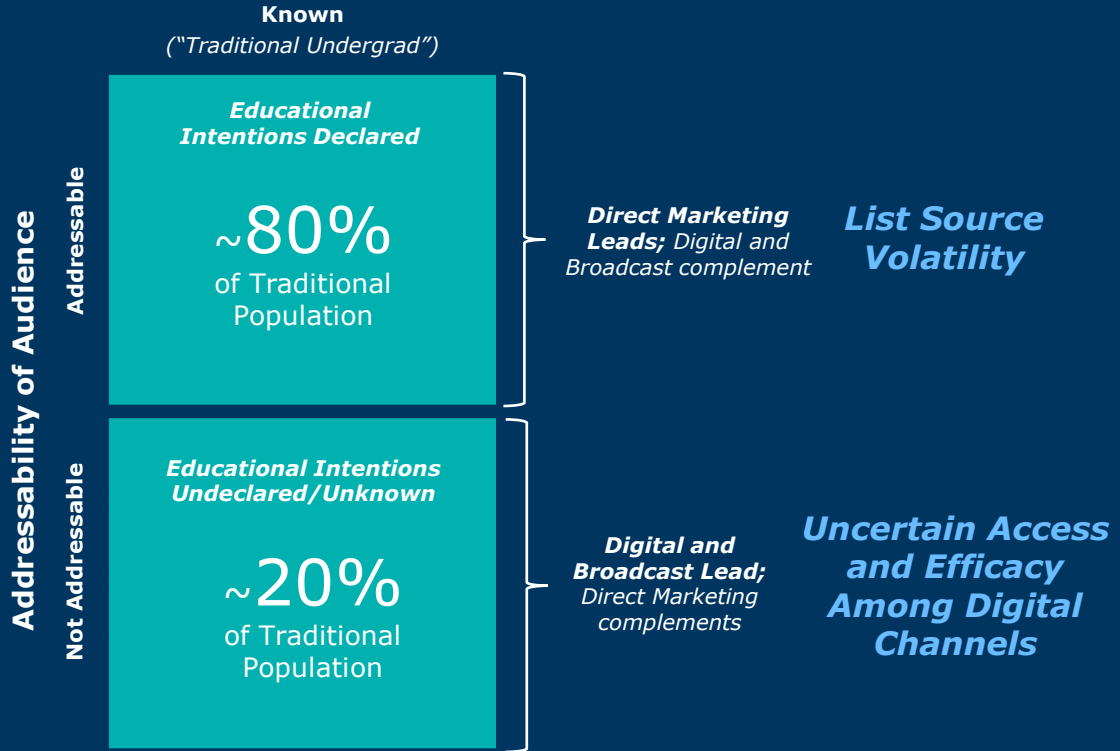 Known
(“Traditional Undergrad”)
Addressability of Audience
Addressable
Educational
Intentions Declared
~80%
of Traditional
Population
Direct Marketing
Leads; Digital and
Broadcast complement
List Source
Volatility
Not Addressable
Educational Intentions
Undeclared/Unknown
~20%
of Traditional
Population
Digital and
Broadcast Lead;
Direct Marketing
complements
Uncertain Access
and Efficacy
Among Digital
Channels